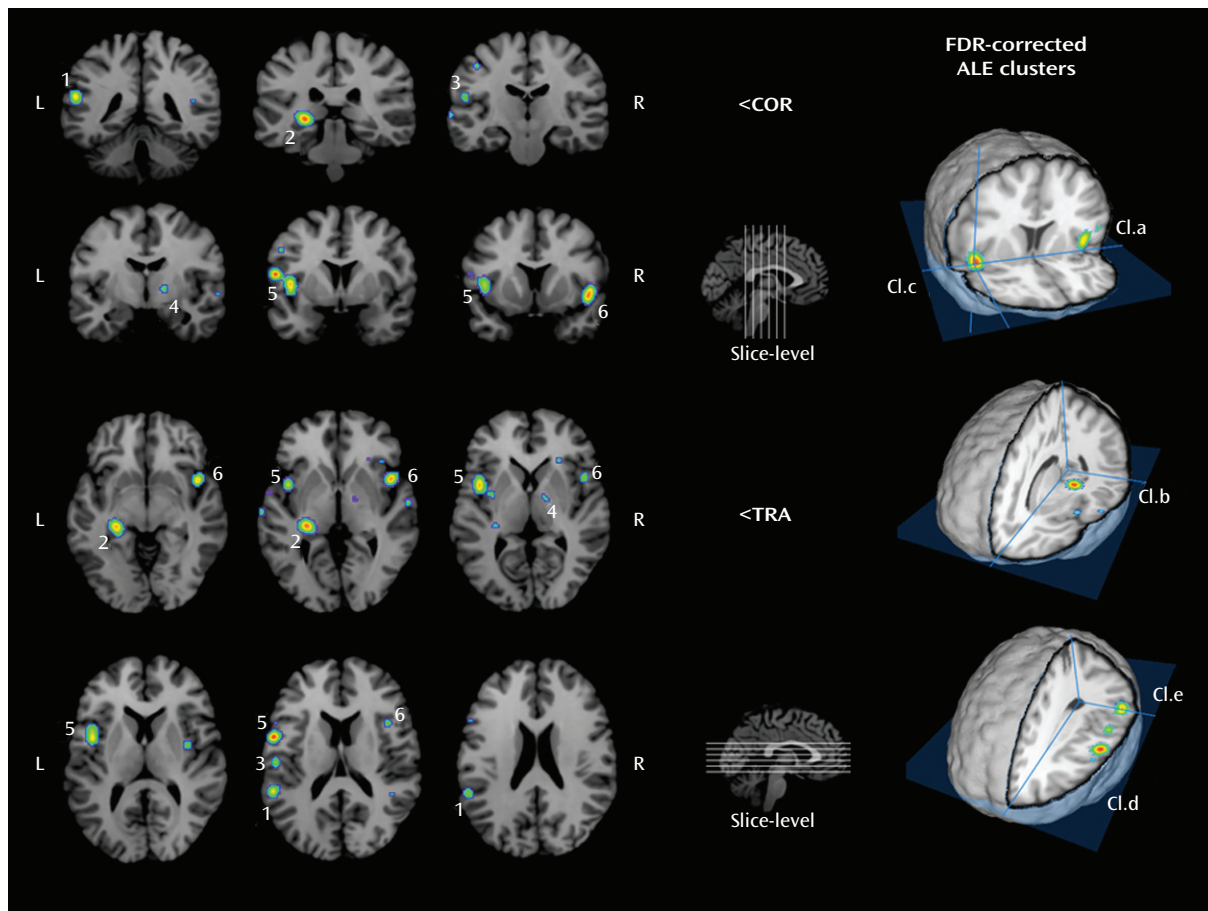 FDR-corrected
ALE clusters
1
3
L
R
<COR
2
Cl.a
L
R
5
4
5
6
Cl.c
Slice-level
5
6
5
6
6
L
4
R
<TRA
Cl.b
2
2
5
5
6
Cl.e
L
3
R
1
1
Cl.d
Slice-level